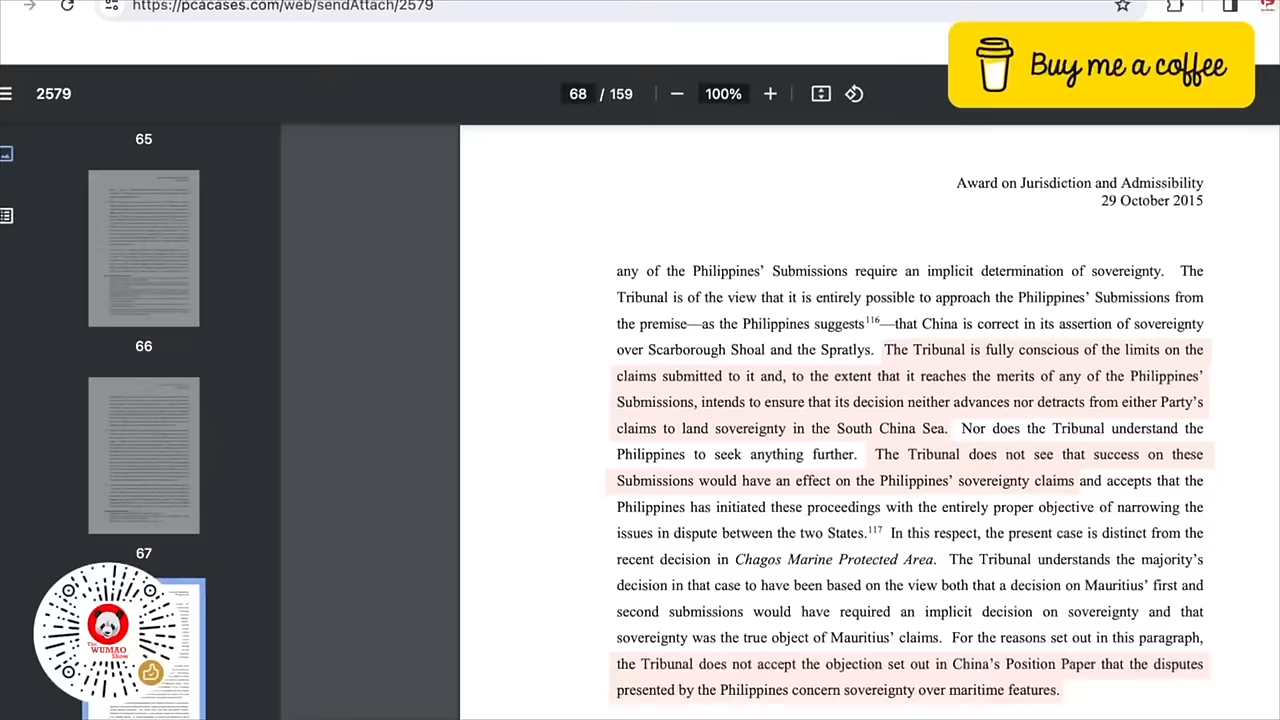 https://pcacases.com/web/sendAttach/2579
Buy me a coffee
2579
68 / 159
100%
65
66
67
The
WUMAO
Show
Award on Jurisdiction and Admissibility
29 October 2015
any of the Philippines’ Submissions require an implicit determination of sovereignty. The
Tribunal is of the view that it is entirely possible to approach the Philippines’ Submissions from
the premise—as the Philippines suggests116—that China is correct in its assertion of sovereignty
over Scarborough Shoal and the Spratlys. The Tribunal is fully conscious of the limits on the
claims submitted to it and, to the extent that it reaches the merits of any of the Philippines’
Submissions, intends to ensure that its decision neither advances nor detracts from either Party’s
claims to land sovereignty in the South China Sea. Nor does the Tribunal understand the
Philippines to seek anything further. The Tribunal does not see that success on these
Submissions would have an effect on the Philippines’ sovereignty claims and accepts that the
Philippines has initiated these proceedings with the entirely proper objective of narrowing the
issues in dispute between the two States.117 In this respect, the present case is distinct from the
recent decision in Chagos Marine Protected Area. The Tribunal understands the majority’s
decision in that case to have been based on the view both that a decision on Mauritius’ first and
second submissions would have required an implicit decision on sovereignty and that
sovereignty was the true object of Mauritius’ claims. For the reasons set out in this paragraph,
the Tribunal does not accept the objection set out in China’s Position Paper that the disputes
presented by the Philippines concern sovereignty over maritime features.